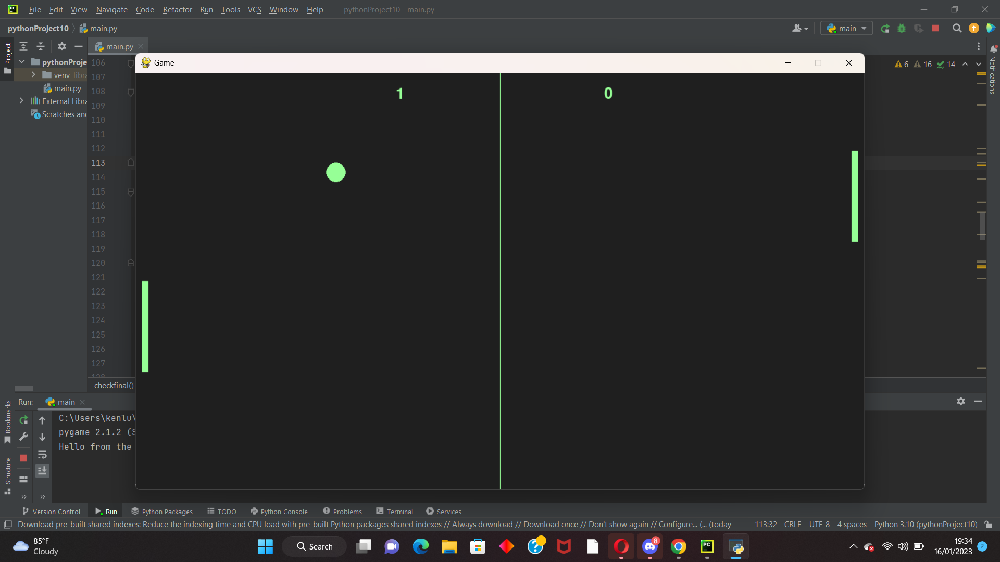 File Edit View Navigate Code Refactor Run Tools VCS Window Help pythonProject10 - main.py
pythonProject10 main.py main
Project
main.py
Game
pythonProje
venv libra
main.py
External Libra
Scratches and
106
107
108
109
110
111
112
113
114
115
116
117
118
119
120
121
122
123
124
125
126
127
128
1 0
6 16 14
Notifications
checkfinal()
Run: main
Bookmarks
Structure
C:\Users\kenlu\
pygame 2.1.2 (S
Hello from the
Version Control Run Python Packages TODO Python Console Problems Terminal Services
Download pre-built shared indexes: Reduce the indexing time and CPU load with pre-built Python packages shared indexes // Always download // Download once // Don't show again // Configure... (... (today 113:32 CRLF UTF-8 4 spaces Python 3.10 (pythonProject10)
85°F
Cloudy
Search
8
19:34
16/01/2023
2